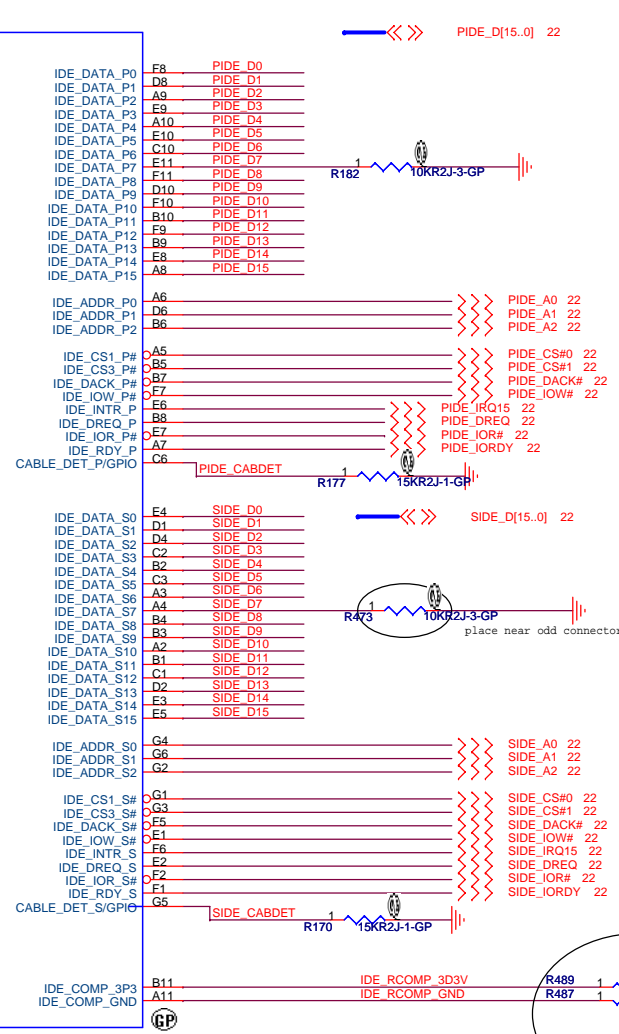 PIDE_D[15..0] 22
IDE_DATA_P0 F8 PIDE_D0
IDE_DATA_P1 D8 PIDE_D1
IDE_DATA_P2 A9 PIDE_D2
IDE_DATA_P3 E9 PIDE_D3
IDE_DATA_P4 A10 PIDE_D4
IDE_DATA_P5 E10 PIDE_D5
IDE_DATA_P6 C10 PIDE_D6
IDE_DATA_P7 E11 PIDE_D7 R182 1 10KR2J-3-GP
IDE_DATA_P8 F11 PIDE_D8
IDE_DATA_P9 D10 PIDE_D9
IDE_DATA_P10 F10 PIDE_D10
IDE_DATA_P11 B10 PIDE_D11
IDE_DATA_P12 F9 PIDE_D12
IDE_DATA_P13 B9 PIDE_D13
IDE_DATA_P14 E8 PIDE_D14
IDE_DATA_P15 A8 PIDE_D15
IDE_ADDR_P0 A6 PIDE_A0 22
IDE_ADDR_P1 D6 PIDE_A1 22
IDE_ADDR_P2 B6 PIDE_A2 22
IDE_CS1_P# A5 PIDE_CS#0 22
IDE_CS3_P# B5 PIDE_CS#1 22
IDE_DACK_P# B7 PIDE_DACK# 22
IDE_IOW_P# F7 PIDE_IOW# 22
IDE_INTR_P E6 PIDE_IRQ15 22
IDE_DREQ_P B8 PIDE_DREQ 22
IDE_IOR_P# E7 PIDE_IOR# 22
IDE_RDY_P A7 PIDE_IORDY 22
CABLE_DET_P/GPIO C6 PIDE_CABDET R177 1 15KR2J-1-GP
SIDE_D[15..0] 22
IDE_DATA_S0 E4 SIDE_D0
IDE_DATA_S1 D1 SIDE_D1
IDE_DATA_S2 D4 SIDE_D2
IDE_DATA_S3 C2 SIDE_D3
IDE_DATA_S4 B2 SIDE_D4
IDE_DATA_S5 C3 SIDE_D5
IDE_DATA_S6 A3 SIDE_D6
IDE_DATA_S7 A4 SIDE_D7 R473 1 10KR2J-3-GP
place near odd connector
IDE_DATA_S8 B4 SIDE_D8
IDE_DATA_S9 B3 SIDE_D9
IDE_DATA_S10 A2 SIDE_D10
IDE_DATA_S11 B1 SIDE_D11
IDE_DATA_S12 C1 SIDE_D12
IDE_DATA_S13 D2 SIDE_D13
IDE_DATA_S14 E3 SIDE_D14
IDE_DATA_S15 E5 SIDE_D15
IDE_ADDR_S0 G4 SIDE_A0 22
IDE_ADDR_S1 G6 SIDE_A1 22
IDE_ADDR_S2 G2 SIDE_A2 22
IDE_CS1_S# G1 SIDE_CS#0 22
IDE_CS3_S# G3 SIDE_CS#1 22
IDE_DACK_S# F5 SIDE_DACK# 22
IDE_IOW_S# E1 SIDE_IOW# 22
IDE_INTR_S F6 SIDE_IRQ15 22
IDE_DREQ_S E2 SIDE_DREQ 22
IDE_IOR_S# F2 SIDE_IOR# 22
IDE_RDY_S F1 SIDE_IORDY 22
CABLE_DET_S/GPIO G5 SIDE_CABDET R170 1 15KR2J-1-GP
IDE_COMP_3P3 B11 IDE_RCOMP_3D3V R489 1
IDE_COMP_GND A11 IDE_RCOMP_GND R487 1
GP